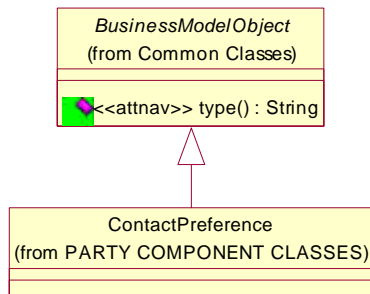 BusinessModelObject
(from Common Classes)
<<attnav>> type() : String
ContactPreference
(from PARTY COMPONENT CLASSES)